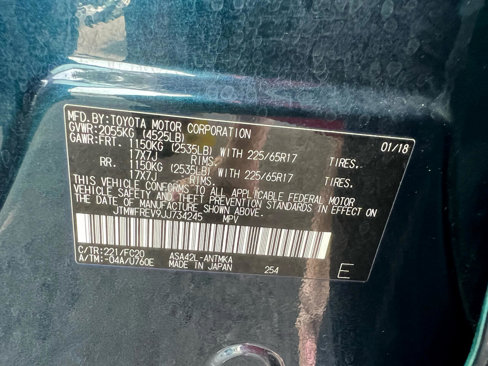 MFD.BY:TOYOTA MOTOR CORPORATION 01/18
GVWR:2055KG (4525LB)
GAWR:FRT. 1150KG (2535LB) WITH 225/65R17 TIRES.
17X7J RIMS.
RR. 1150KG (2535LB) WITH 225/65R17 TIRES.
17X7J RIMS.
THIS VEHICLE CONFORMS TO ALL APPLICABLE FEDERAL MOTOR
VEHICLE SAFETY AND THEFT PREVENTION STANDARDS IN EFFECT ON
THE DATE OF MANUFACTURE SHOWN ABOVE.
JTMWFREV9JJ734245 MPV
C/TR:221/FC20 ASA42L-ANTMKA
A/TM:-04A/U760E MADE IN JAPAN 254 E